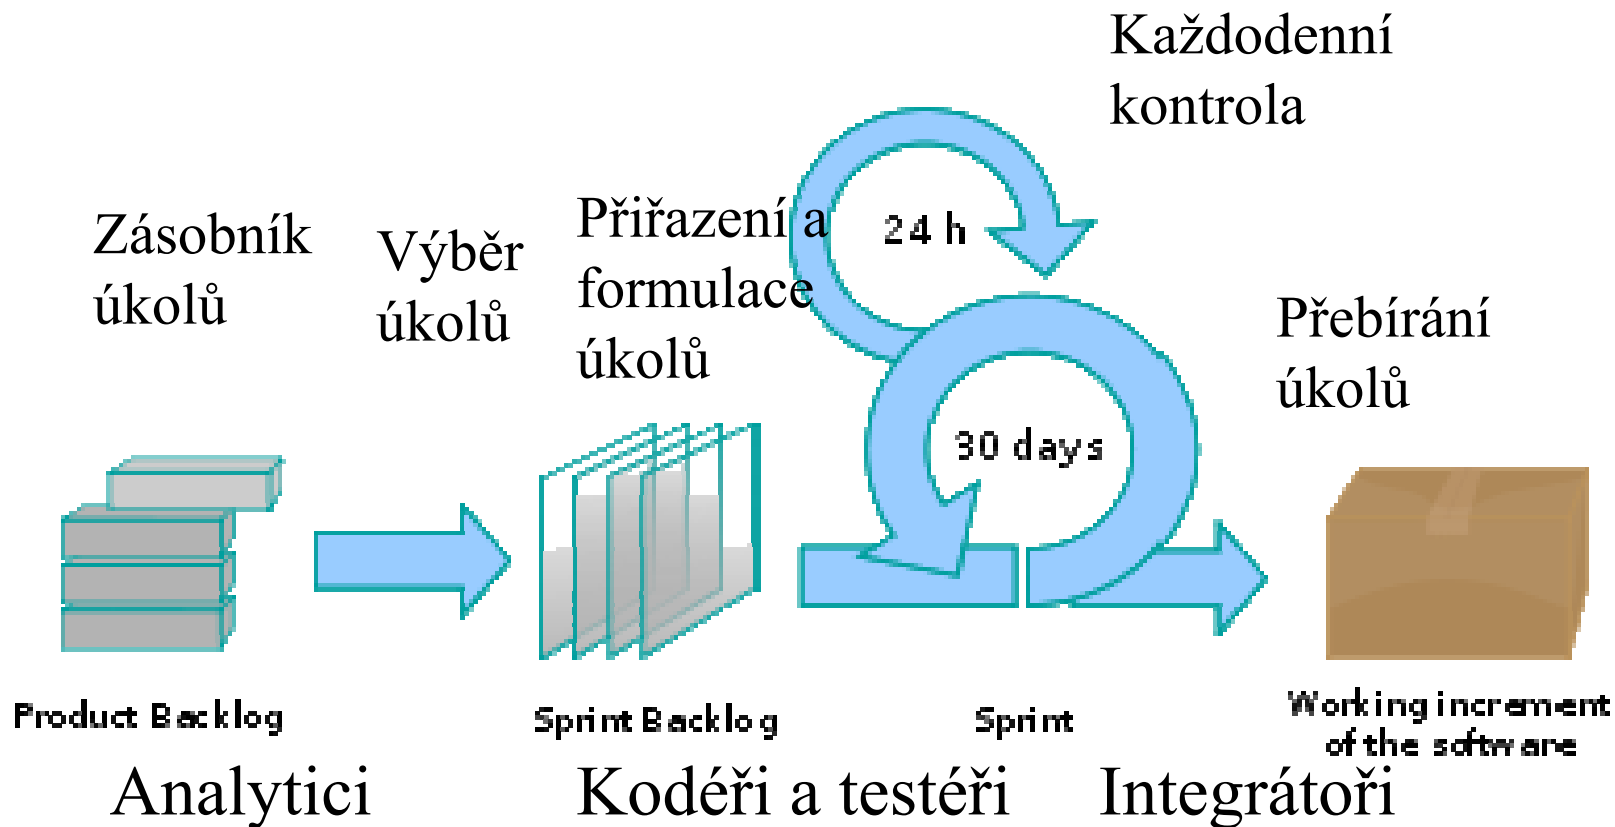 Každodenní
kontrola
Zásobník
úkolů
Výběr
úkolů
Přiřazení a
formulace
úkolů
24 h
Přebírání
úkolů
30 days
Product Backlog
Sprint Backlog
Sprint
Working increment
of the software
Analytici
Kodéři a testéři
Integrátoři